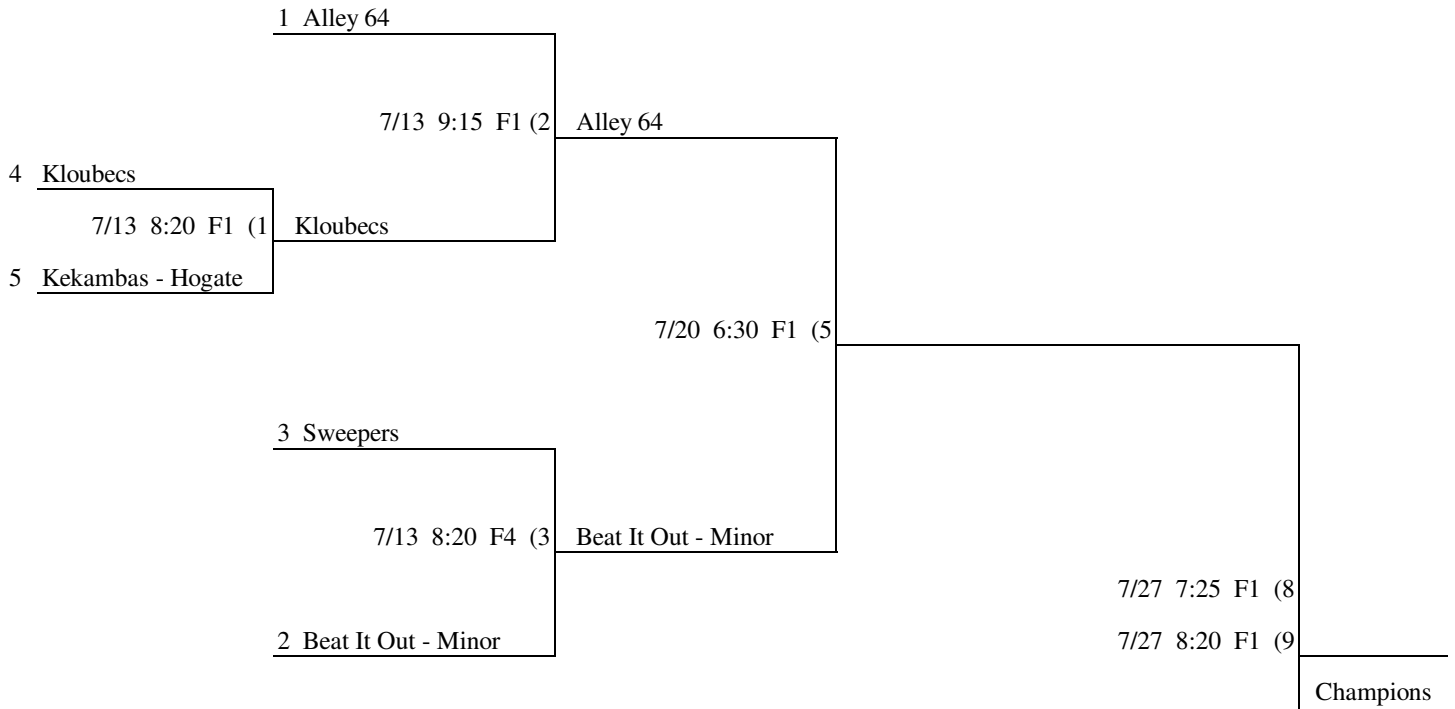 1 Alley 64
7/13 9:15 F1 (2
Alley 64
4 Kloubecs
7/13 8:20 F1 (1
Kloubecs
5 Kekambas - Hogate
7/20 6:30 F1 (5
3 Sweepers
7/13 8:20 F4 (3
Beat It Out - Minor
7/27 7:25 F1 (8
2 Beat It Out - Minor
7/27 8:20 F1 (9
Champions